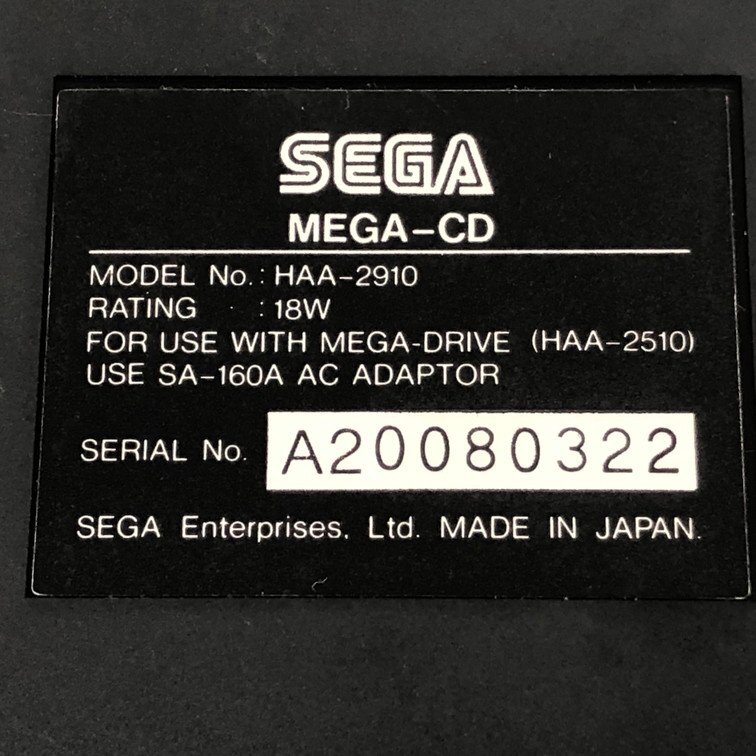 SEGA
MEGA-CD
MODEL No.: HAA-2910
RATING : 18W
FOR USE WITH MEGA-DRIVE (HAA-2510)
USE SA-160A AC ADAPTOR
SERIAL No. A20080322
SEGA Enterprises, Ltd. MADE IN JAPAN.